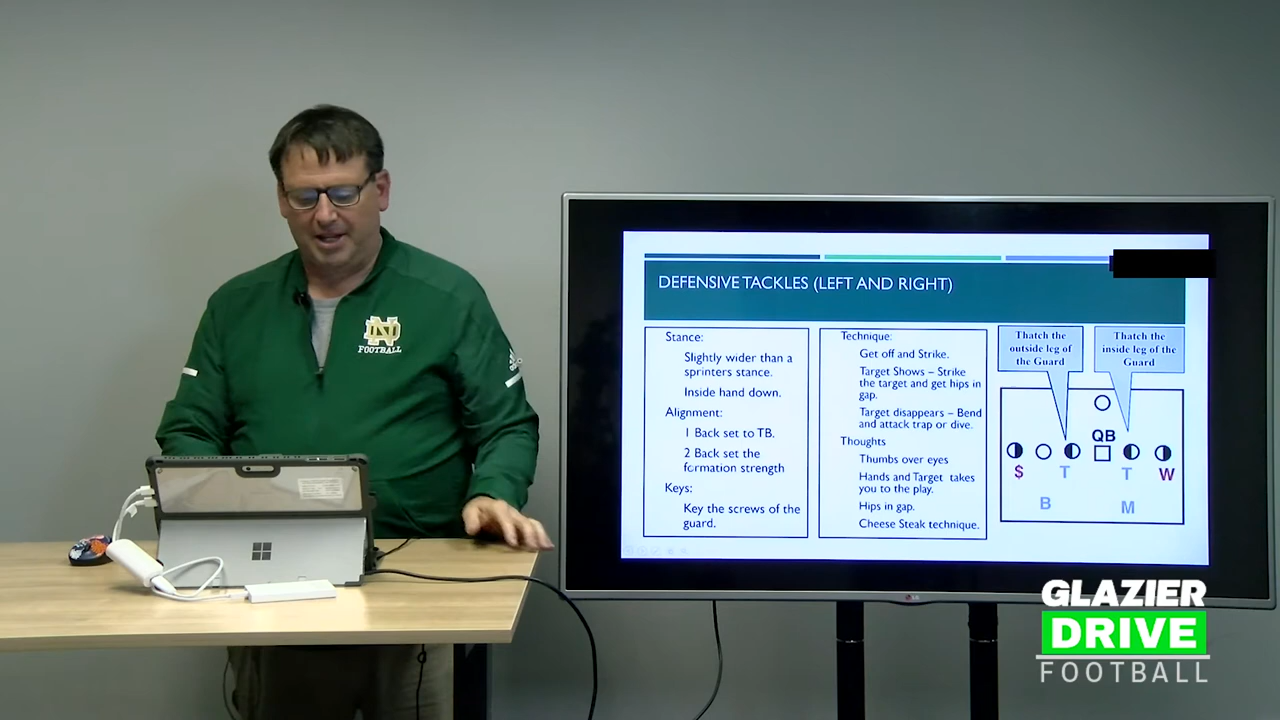 DEFENSIVE TACKLES (LEFT AND RIGHT)
Stance:
Slightly wider than a
sprinters stance.
Inside hand down.
Alignment:
1 Back set to TB.
2 Back set the
formation strength
Keys:
Key the screws of the
guard.
Technique:
Get off and Strike.
Target Shows – Strike
the target and get hips in
gap.
Target disappears – Bend
and attack trap or dive.
Thoughts
Thumbs over eyes
Hands and Target takes
you to the play.
Hips in gap.
Cheese Steak technique.
Thatch the
outside leg of
the Guard
Thatch the
inside leg of the
Guard
QB
$ T T W
B M
ND
FOOTBALL
adidas
LG
GLAZIER
DRIVE
FOOTBALL